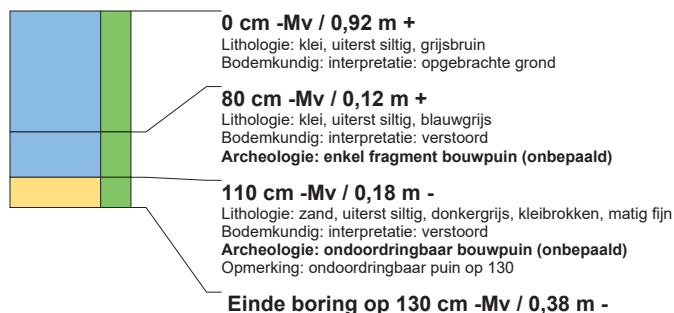 0 cm -Mv / 0,92 m +
Lithologie: klei, uiterst siltig, grijsbruin
Bodemkundig: interpretatie: opgebrachte grond
80 cm -Mv / 0,12 m +
Lithologie: klei, uiterst siltig, blauwgrijs
Bodemkundig: interpretatie: verstoord
Archeologie: enkel fragment bouwpuin (onbepaald)
110 cm -Mv / 0,18 m -
Lithologie: zand, uiterst siltig, donkergrijs, kleibrokken, matig fijn
Bodemkundig: interpretatie: verstoord
Archeologie: ondoordringbaar bouwpuin (onbepaald)
Opmerking: ondoordringbaar puin op 130
Einde boring op 130 cm -Mv / 0,38 m -